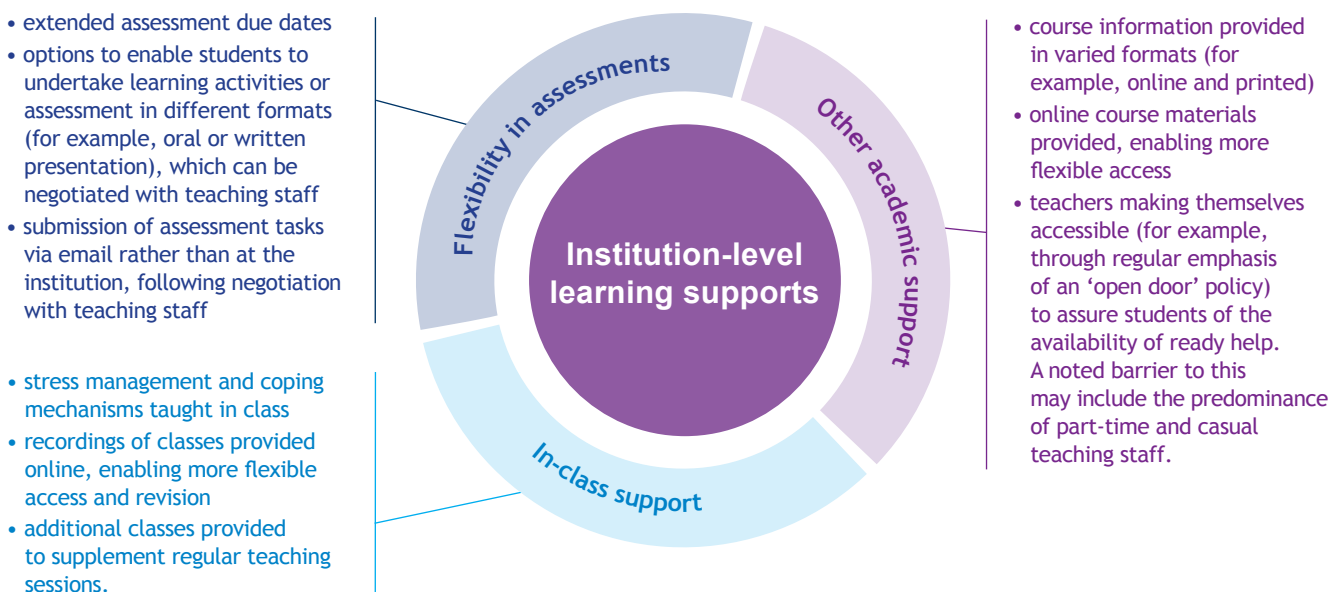 • extended assessment due dates
• options to enable students to
undertake learning activities or
assessment in different formats
(for example, oral or written
presentation), which can be
negotiated with teaching staff
• submission of assessment tasks
via email rather than at the
institution, following negotiation
with teaching staff
• stress management and coping
mechanisms taught in class
• recordings of classes provided
online, enabling more flexible
access and revision
• additional classes provided
to supplement regular teaching
sessions.
Flexibility in assessments
Other academic support
In-class support
Institution-level
learning supports
• course information provided
in varied formats (for
example, online and printed)
• online course materials
provided, enabling more
flexible access
• teachers making themselves
accessible (for example,
through regular emphasis
of an ‘open door’ policy)
to assure students of the
availability of ready help.
A noted barrier to this
may include the predominance
of part-time and casual
teaching staff.